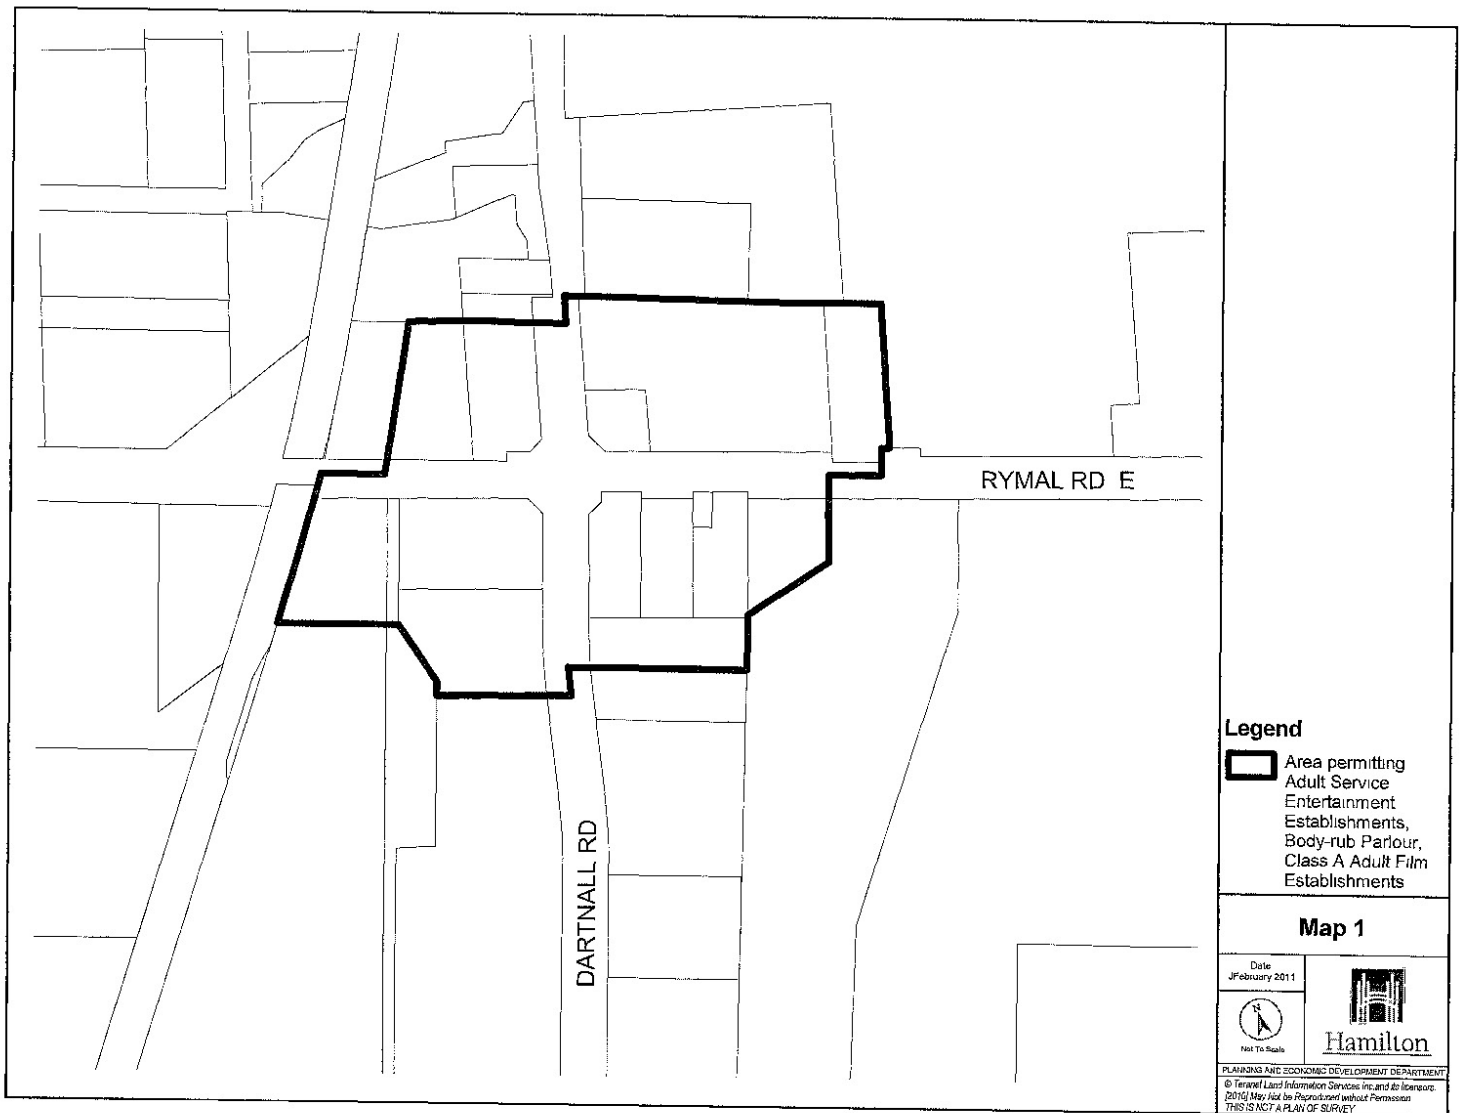 RYMAL RD E
DARTNALL RD
Legend
Area permitting
Adult Service
Entertainment
Establishments,
Body-rub Parlour,
Class A Adult Film
Establishments
Map 1
Date
JFebruary 2011
N
Not To Scale
Hamilton
PLANNING AND ECONOMIC DEVELOPMENT DEPARTMENT
© Teranet Land Information Services Inc. and its licensors.
[2010] May Not be Reproduced without Permission
THIS IS NOT A PLAN OF SURVEY